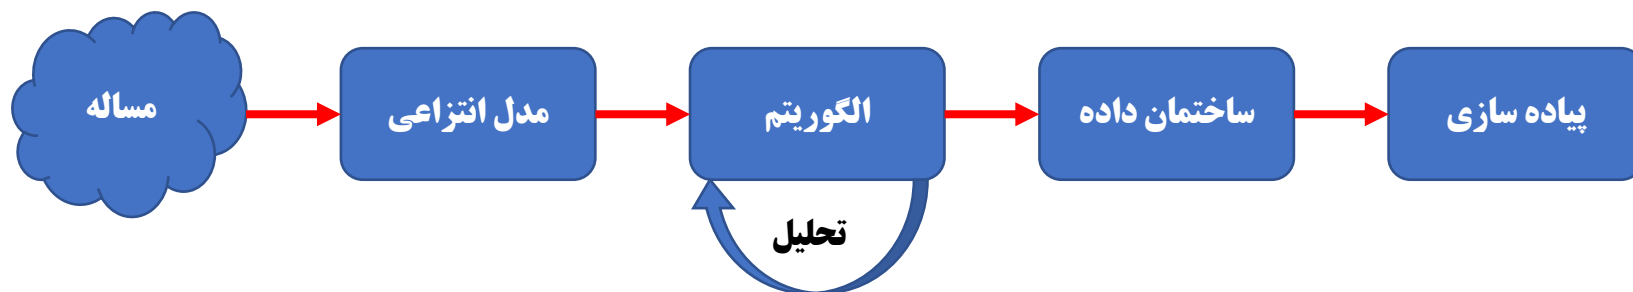 مساله
مدل انتزاعی
الگوریتم
ساختمان داده
پیاده سازی
تحلیل